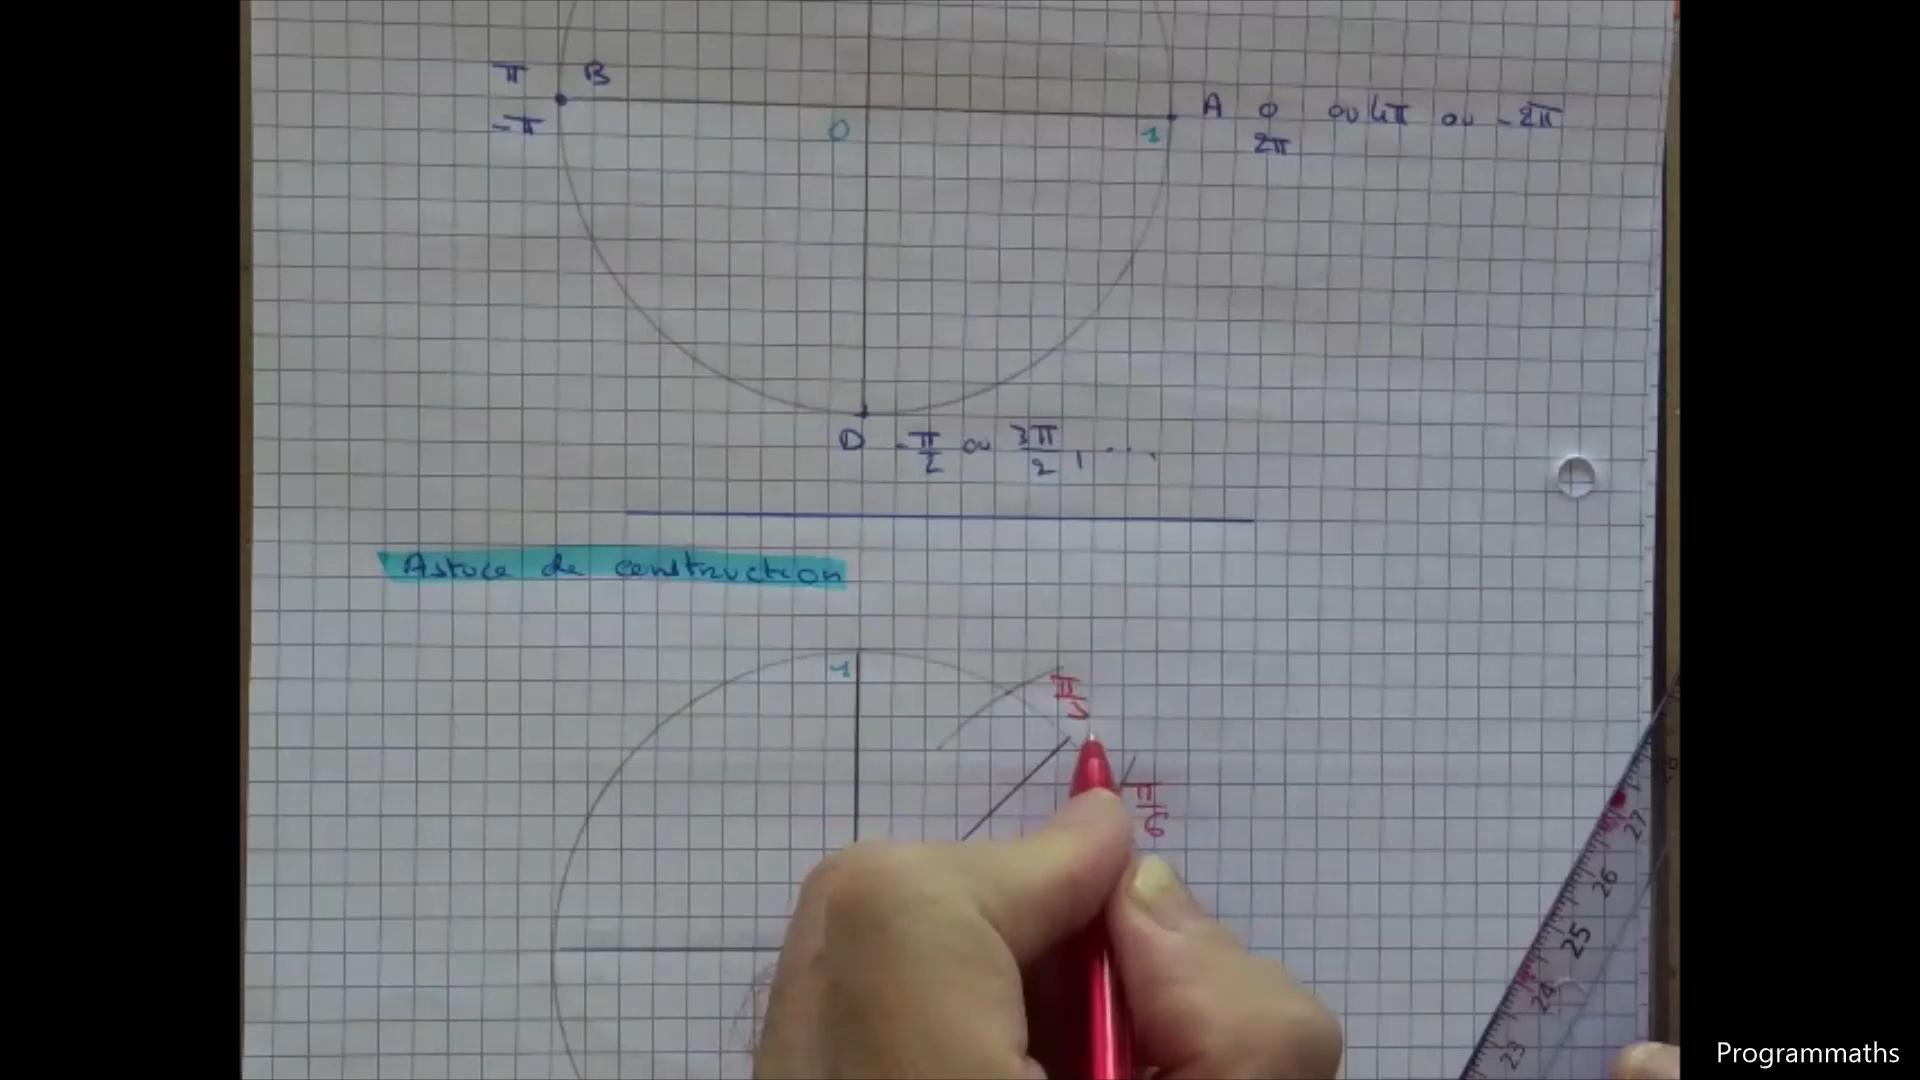 π B
-π
0 1 A 0 ou 4π ou -2π
2π
D -π/2 ou 3π/2, ...
Astuce de construction
1
π/3
π/6
28
27
26
25
24
23
Programmaths